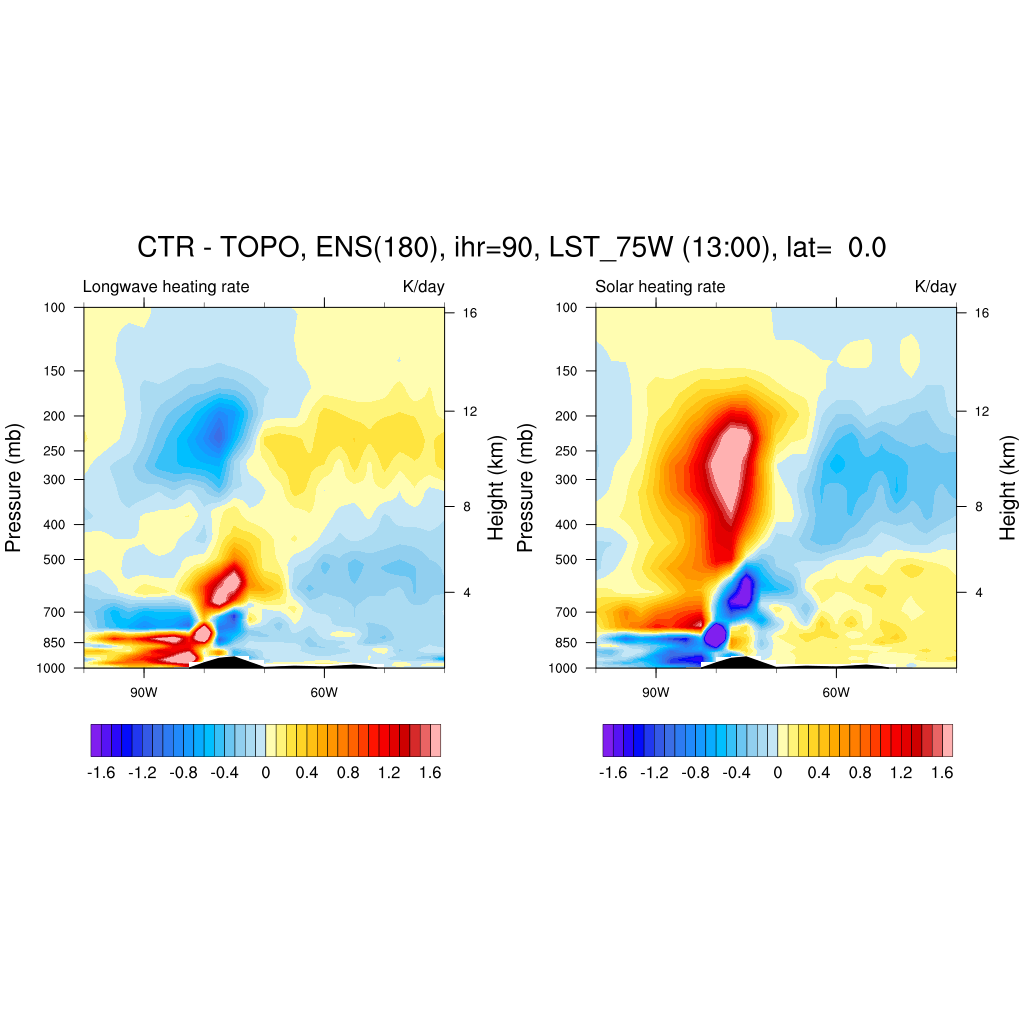 CTR - TOPO, ENS(180), ihr=90, LST_75W (13:00), lat=  0.0
Longwave heating rate K/day
100
150
200
250
300
400
500
700
850
1000
Pressure (mb)
16
12
8
4
Height (km)
90W 60W
-1.6 -1.2 -0.8 -0.4 0 0.4 0.8 1.2 1.6
Solar heating rate K/day
100
150
200
250
300
400
500
700
850
1000
Pressure (mb)
16
12
8
4
Height (km)
90W 60W
-1.6 -1.2 -0.8 -0.4 0 0.4 0.8 1.2 1.6